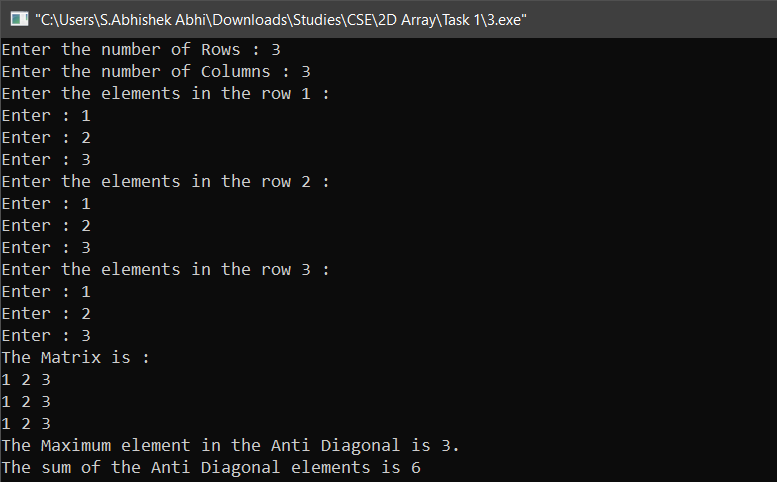 "C:\Users\S.Abhishek Abhi\Downloads\Studies\CSE\2D Array\Task 1\3.exe"
Enter the number of Rows : 3
Enter the number of Columns : 3
Enter the elements in the row 1 :
Enter : 1
Enter : 2
Enter : 3
Enter the elements in the row 2 :
Enter : 1
Enter : 2
Enter : 3
Enter the elements in the row 3 :
Enter : 1
Enter : 2
Enter : 3
The Matrix is :
1 2 3
1 2 3
1 2 3
The Maximum element in the Anti Diagonal is 3.
The sum of the Anti Diagonal elements is 6